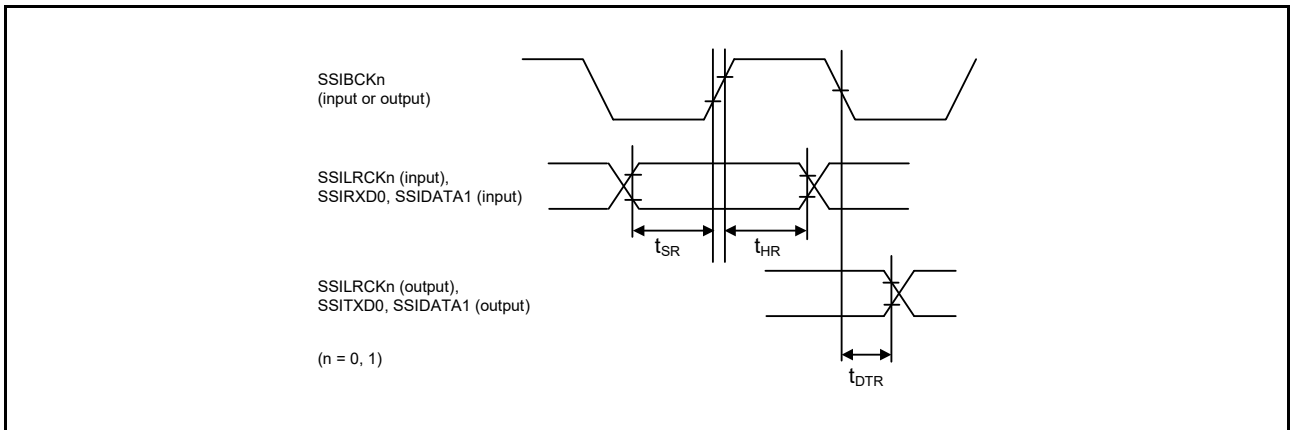 SSIBCKn
(input or output)
SSILRCKn (input),
SSIRXD0, SSIDATA1 (input)
tSR
tHR
SSILRCKn (output),
SSITXD0, SSIDATA1 (output)
(n = 0, 1)
tDTR